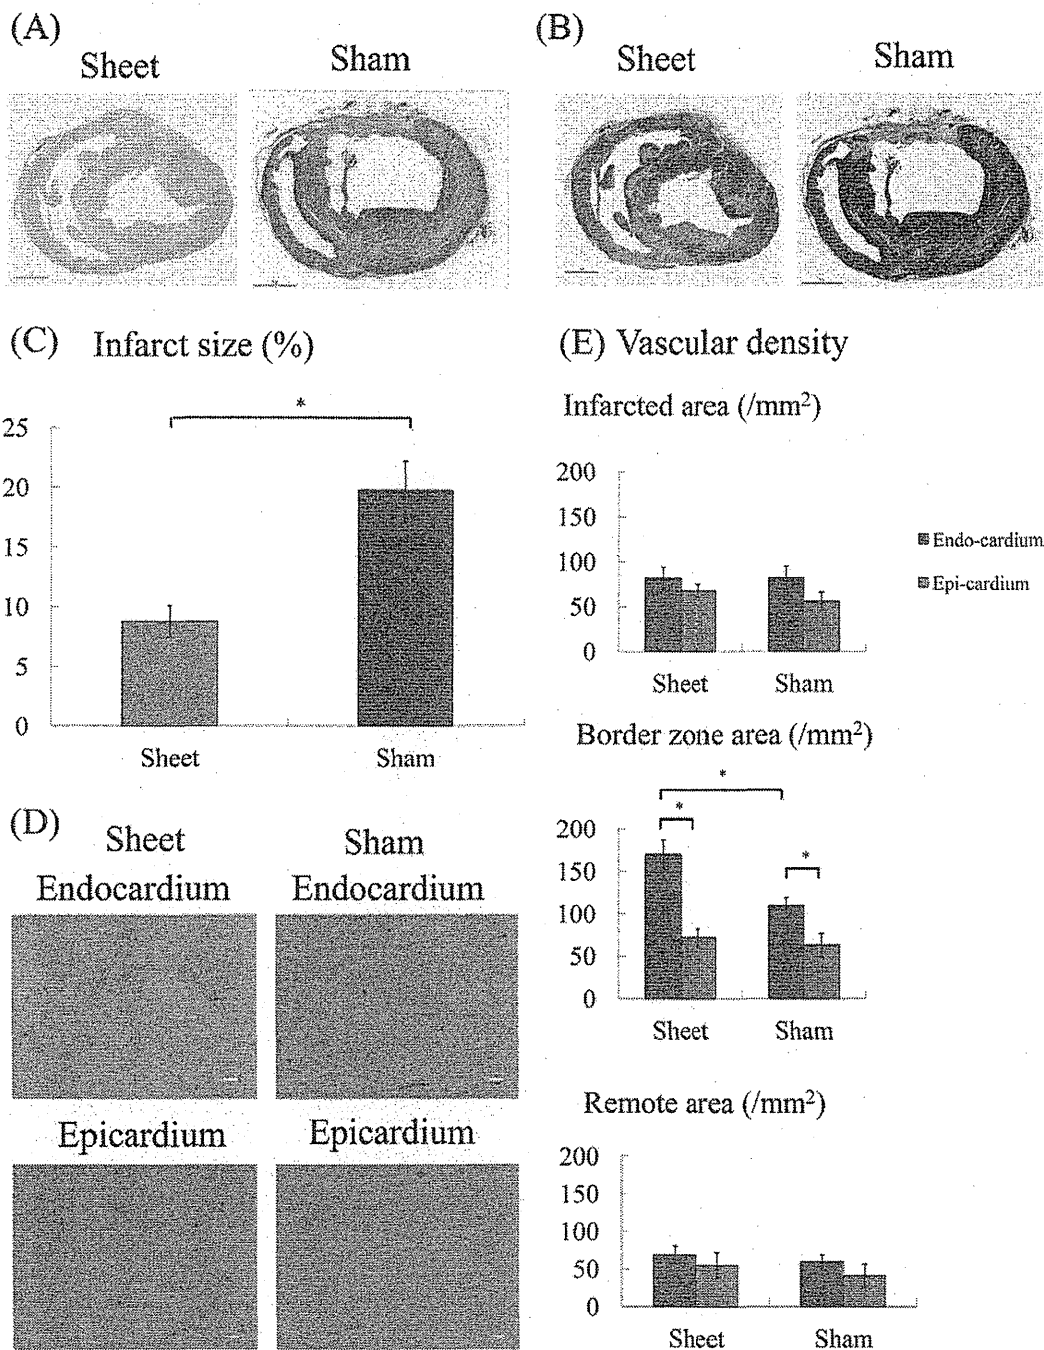 (A)
Sheet
Sham
(B)
Sheet
Sham
(C) Infarct size (%)
*
25
20
15
10
5
0
Sheet
Sham
(D)
Sheet
Sham
Endocardium
Endocardium
Epicardium
Epicardium
(E) Vascular density
Infarcted area (/mm²)
200
150
100
50
0
Sheet
Sham
Endo-cardium
Epi-cardium
Border zone area (/mm²)
*
*
*
200
150
100
50
0
Sheet
Sham
Remote area (/mm²)
200
150
100
50
0
Sheet
Sham